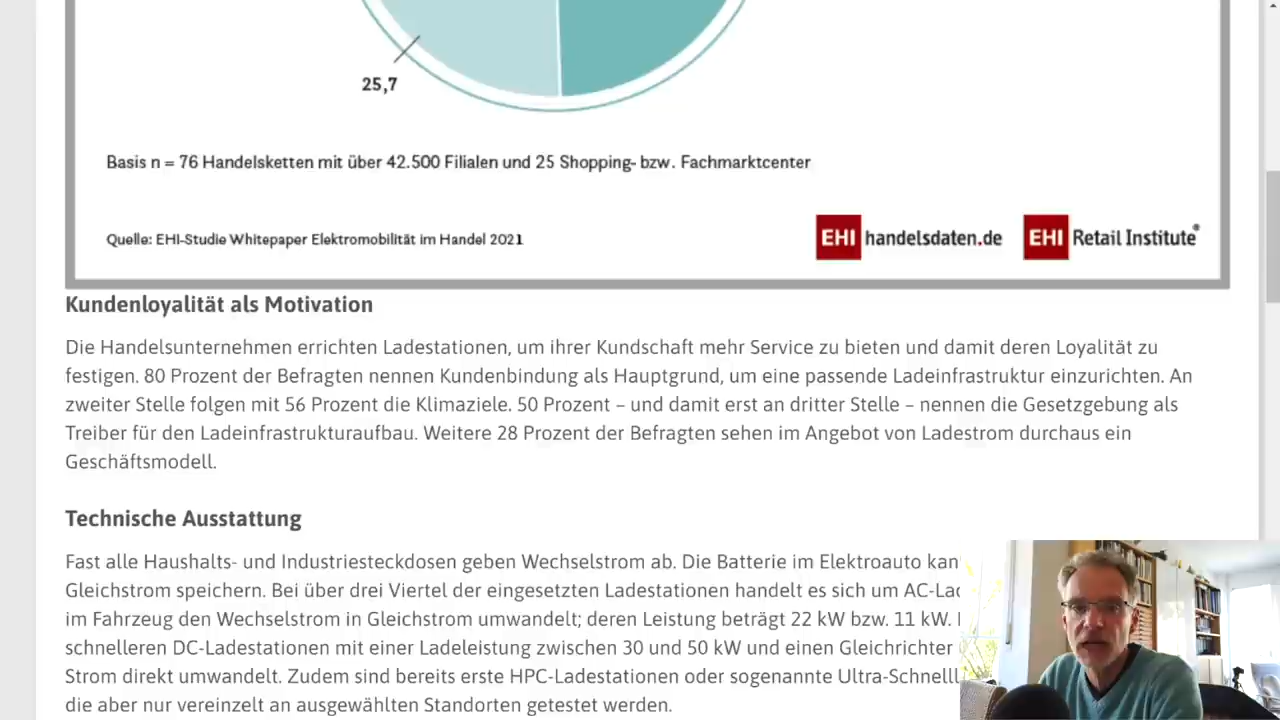 25,7
Basis n = 76 Handelsketten mit über 42.500 Filialen und 25 Shopping- bzw. Fachmarktcenter
Quelle: EHI-Studie Whitepaper Elektromobilität im Handel 2021
EHI handelsdaten.de
EHI Retail Institute®
Kundenloyalität als Motivation
Die Handelsunternehmen errichten Ladestationen, um ihrer Kundschaft mehr Service zu bieten und damit deren Loyalität zu
festigen. 80 Prozent der Befragten nennen Kundenbindung als Hauptgrund, um eine passende Ladeinfrastruktur einzurichten. An
zweiter Stelle folgen mit 56 Prozent die Klimaziele. 50 Prozent – und damit erst an dritter Stelle – nennen die Gesetzgebung als
Treiber für den Ladeinfrastrukturaufbau. Weitere 28 Prozent der Befragten sehen im Angebot von Ladestrom durchaus ein
Geschäftsmodell.
Technische Ausstattung
Fast alle Haushalts- und Industriesteckdosen geben Wechselstrom ab. Die Batterie im Elektroauto kan
Gleichstrom speichern. Bei über drei Viertel der eingesetzten Ladestationen handelt es sich um AC-Lad
im Fahrzeug den Wechselstrom in Gleichstrom umwandelt; deren Leistung beträgt 22 kW bzw. 11 kW.
schnelleren DC-Ladestationen mit einer Ladeleistung zwischen 30 und 50 kW und einen Gleichrichter
Strom direkt umwandelt. Zudem sind bereits erste HPC-Ladestationen oder sogenannte Ultra-Schnell
die aber nur vereinzelt an ausgewählten Standorten getestet werden.